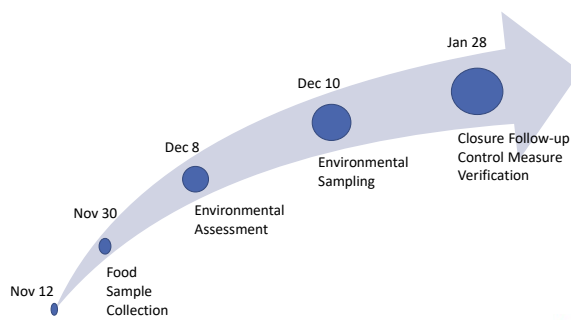 Jan 28
Dec 10
Closure Follow-up
Control Measure
Verification
Dec 8
Environmental
Sampling
Nov 30
Environmental
Assessment
Food
Sample
Collection
Nov 12